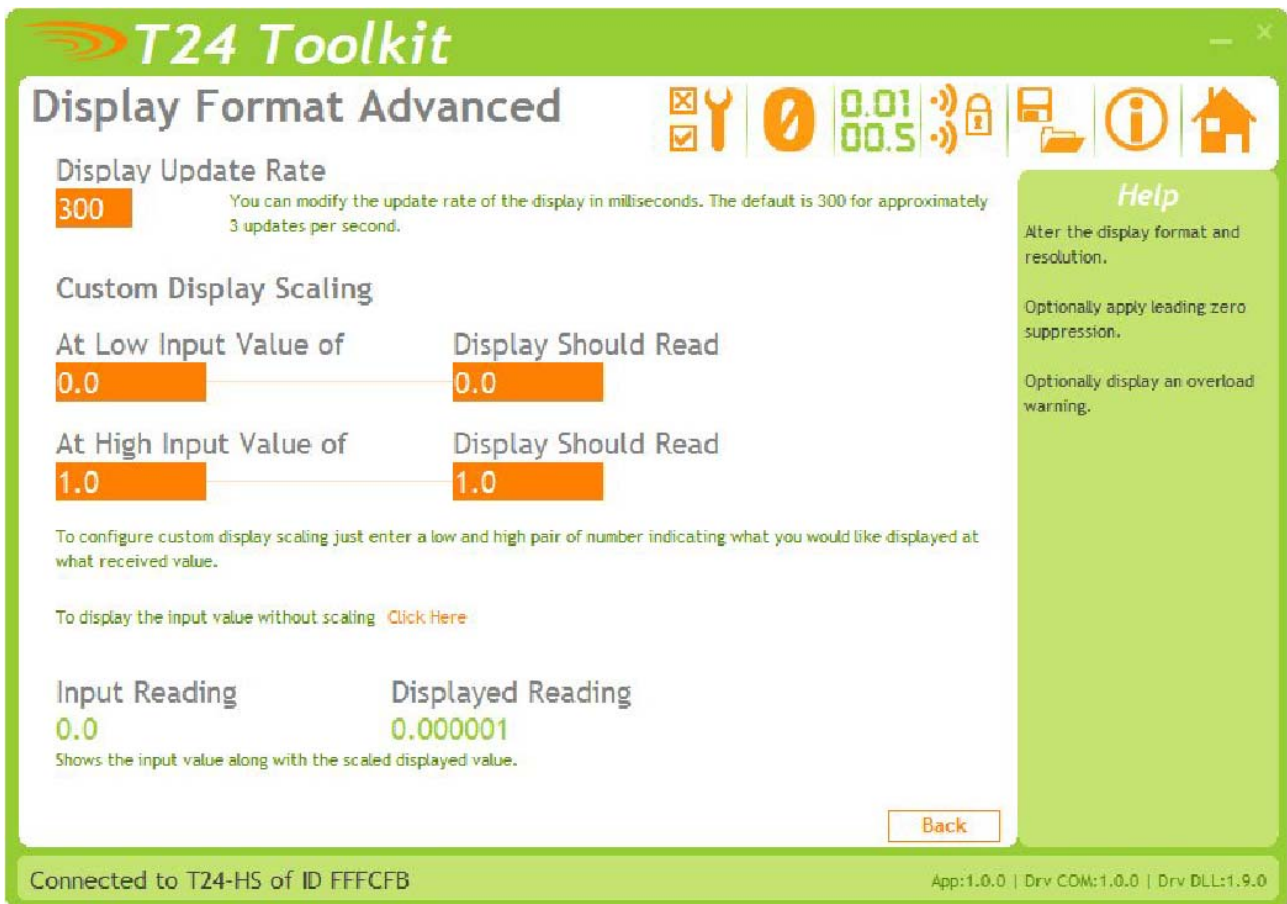 T24 Toolkit
Display Format Advanced
0
0.01
00.5
Display Update Rate
300
You can modify the update rate of the display in milliseconds. The default is 300 for approximately
3 updates per second.
Custom Display Scaling
At Low Input Value of
Display Should Read
0.0
0.0
At High Input Value of
Display Should Read
1.0
1.0
To configure custom display scaling just enter a low and high pair of number indicating what you would like displayed at
what received value.
To display the input value without scaling Click Here
Input Reading
Displayed Reading
0.0
0.000001
Shows the input value along with the scaled displayed value.
Back
Help
Alter the display format and
resolution.
Optionally apply leading zero
suppression.
Optionally display an overload
warning.
Connected to T24-HS of ID FFFCFB
App:1.0.0 | Drv COM:1.0.0 | Drv DLL:1.9.0